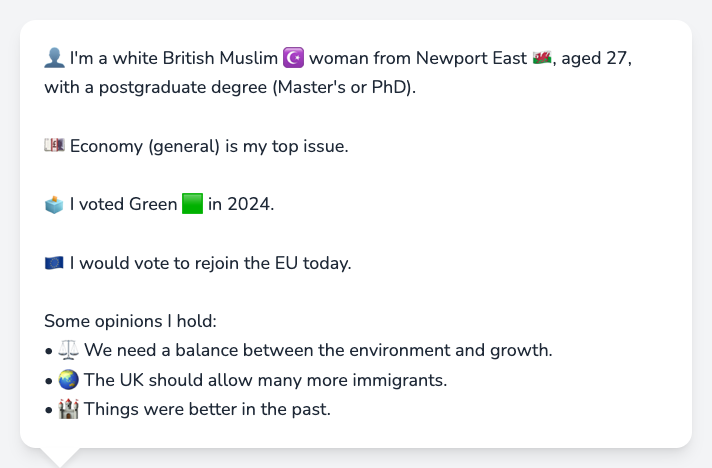 👤 I'm a white British Muslim ☪️ woman from Newport East 🏴󠁧󠁢󠁷󠁬󠁳󠁿, aged 27,
with a postgraduate degree (Master's or PhD).
💷 Economy (general) is my top issue.
🗳️ I voted Green 🟩 in 2024.
🇪🇺 I would vote to rejoin the EU today.
Some opinions I hold:
• ⚖️ We need a balance between the environment and growth.
• 🌏 The UK should allow many more immigrants.
• 🏰 Things were better in the past.